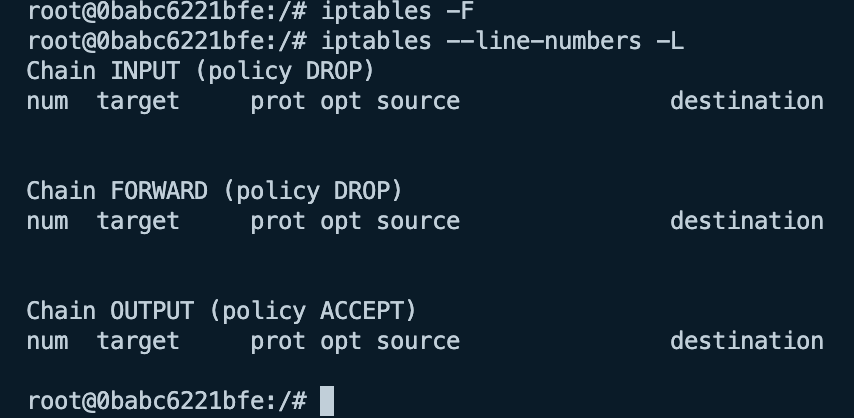 root@0babc6221bfe:/# iptables -F
root@0babc6221bfe:/# iptables --line-numbers -L
Chain INPUT (policy DROP)
num  target     prot opt source               destination
Chain FORWARD (policy DROP)
num  target     prot opt source               destination
Chain OUTPUT (policy ACCEPT)
num  target     prot opt source               destination
root@0babc6221bfe:/#